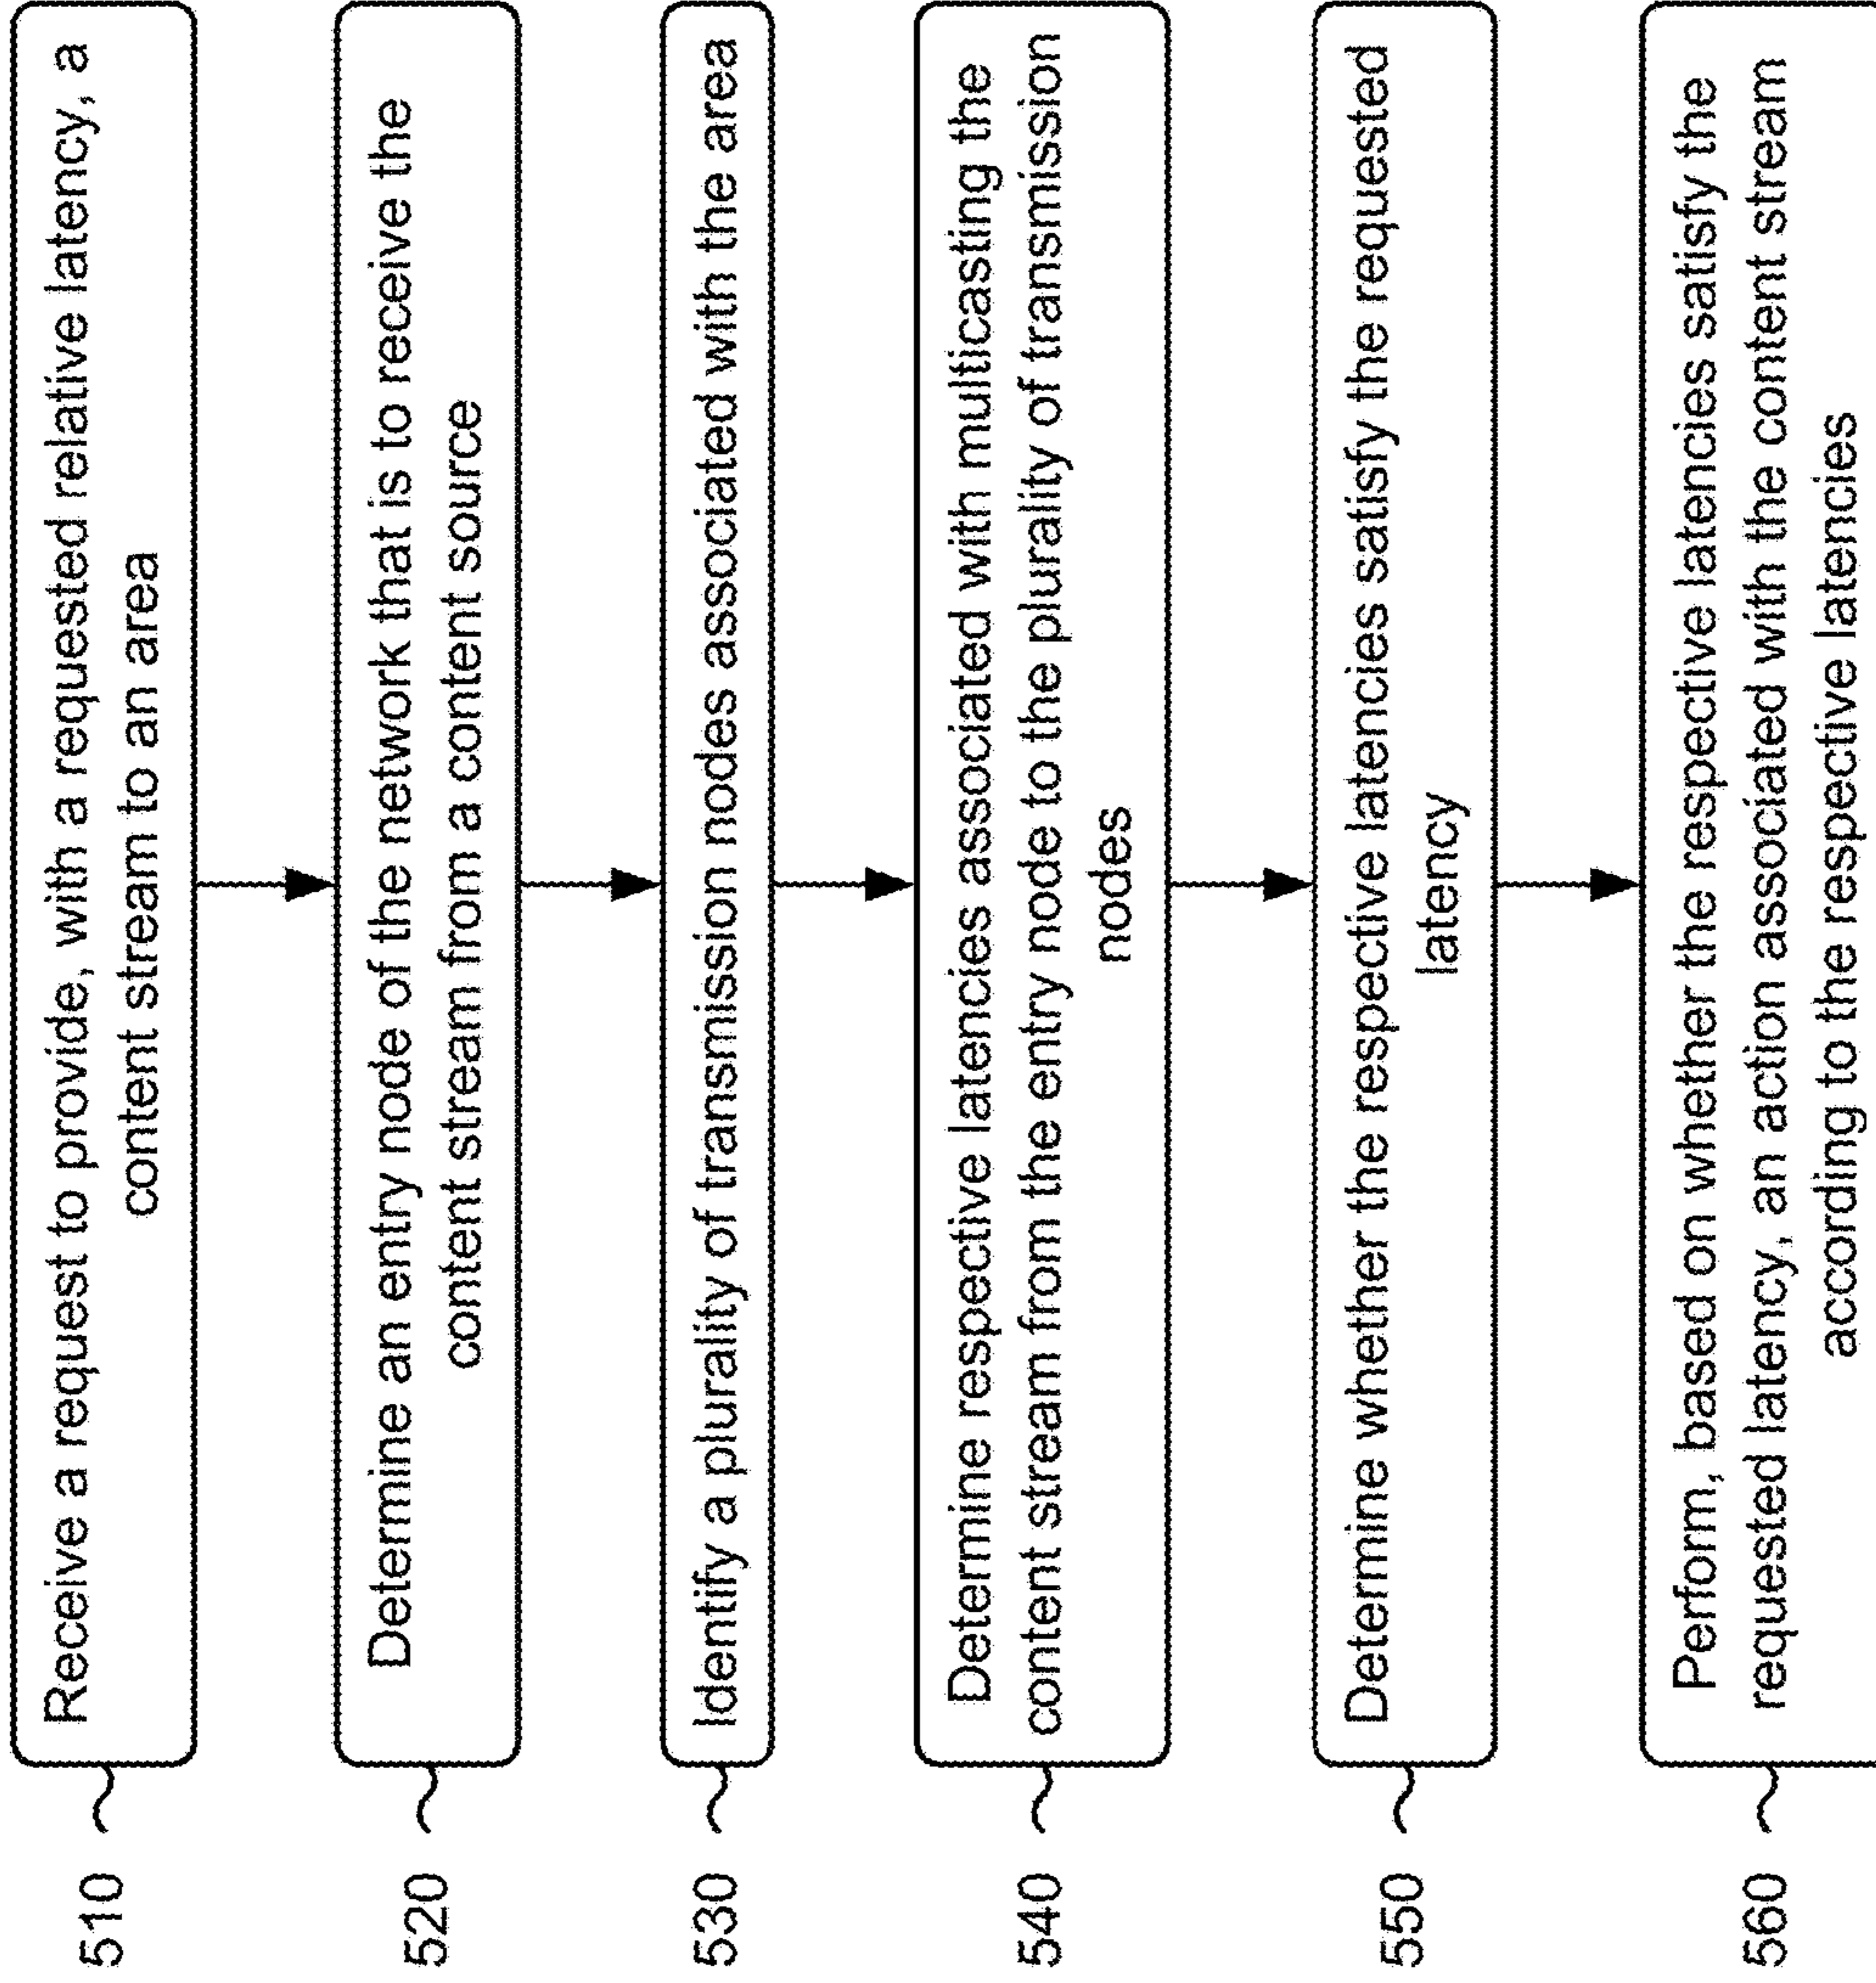 510
Receive a request to provide, with a requested relative latency, a
content stream to an area
520
Determine an entry node of the network that is to receive the
content stream from a content source
530
Identify a plurality of transmission nodes associated with the area
540
Determine respective latencies associated with multicasting the
content stream from the entry node to the plurality of transmission
nodes
550
Determine whether the respective latencies satisfy the requested
latency
560
Perform, based on whether the respective latencies satisfy the
requested latency, an action associated with the content stream
according to the respective latencies